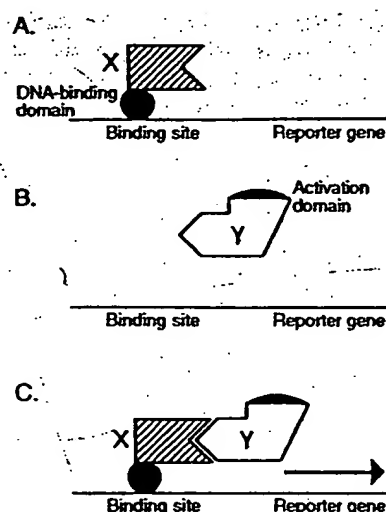 A.
X
DNA-binding
domain
Binding site Reporter gene
B.
Activation
domain
Y
Binding site Reporter gene
C.
X Y
Binding site Reporter gene